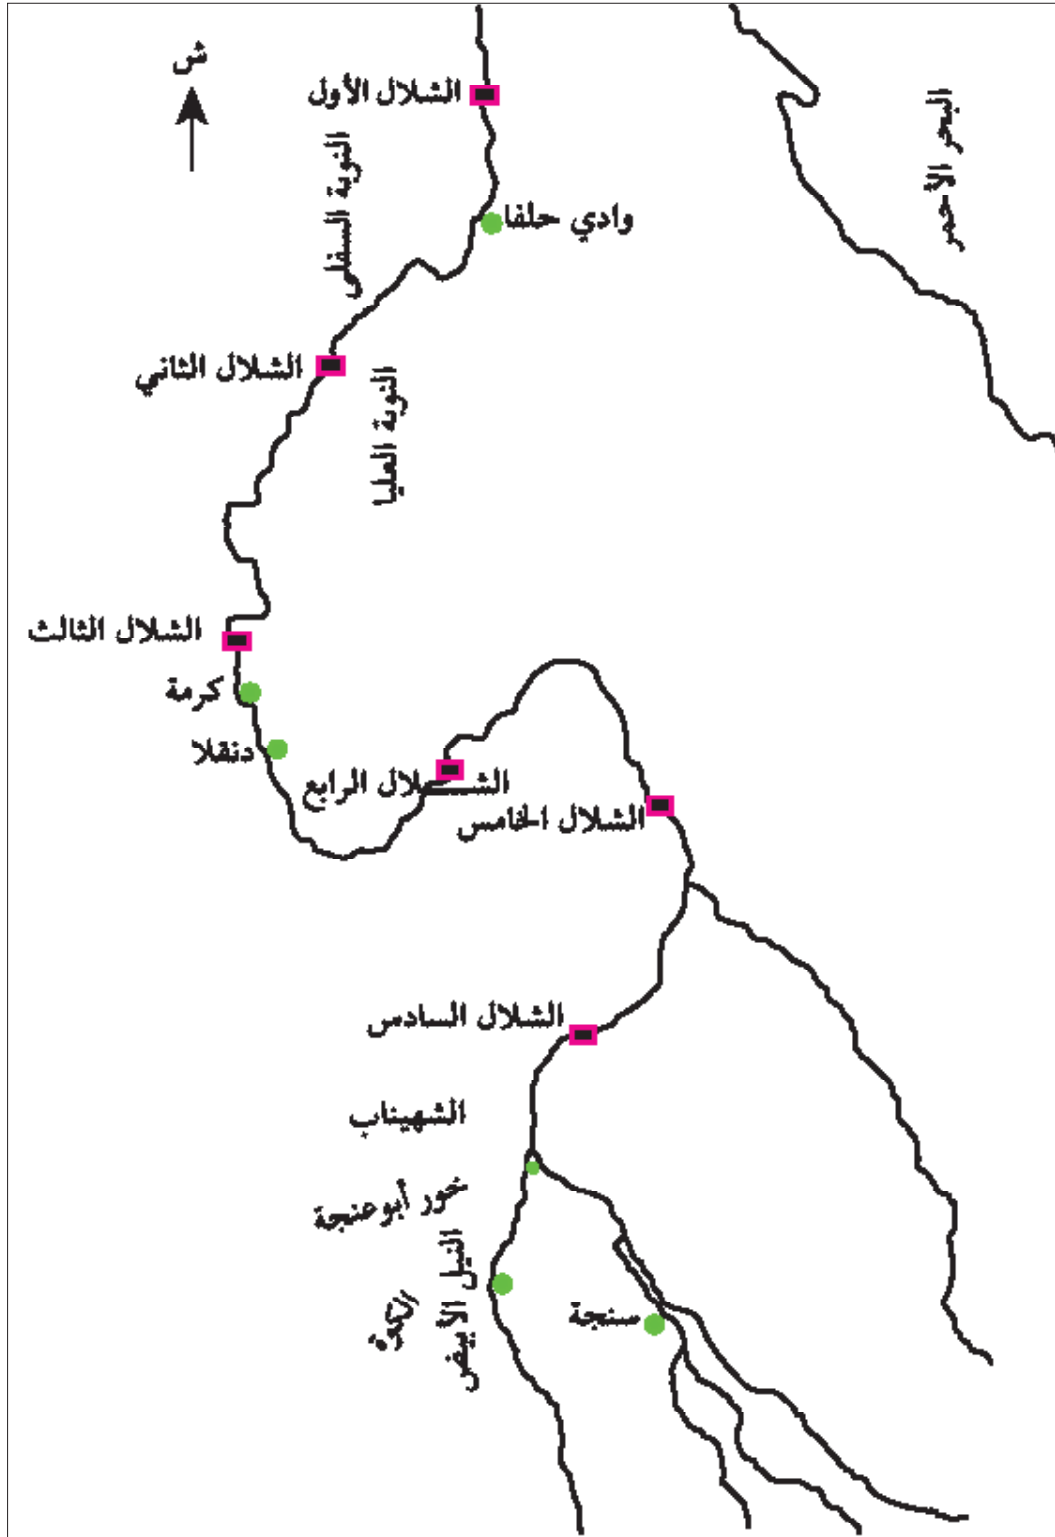 ش
الشلال الأول
البحر الأحمر
النوبة السفلى
وادي حلفا
الشلال الثاني
النوبة العليا
الشلال الثالث
كرمة
دنقلا
الشلال الرابع
الشلال الخامس
الشلال السادس
الشهيناب
خور أبوعنجة
النيل الأبيض
الكوة
سنجة